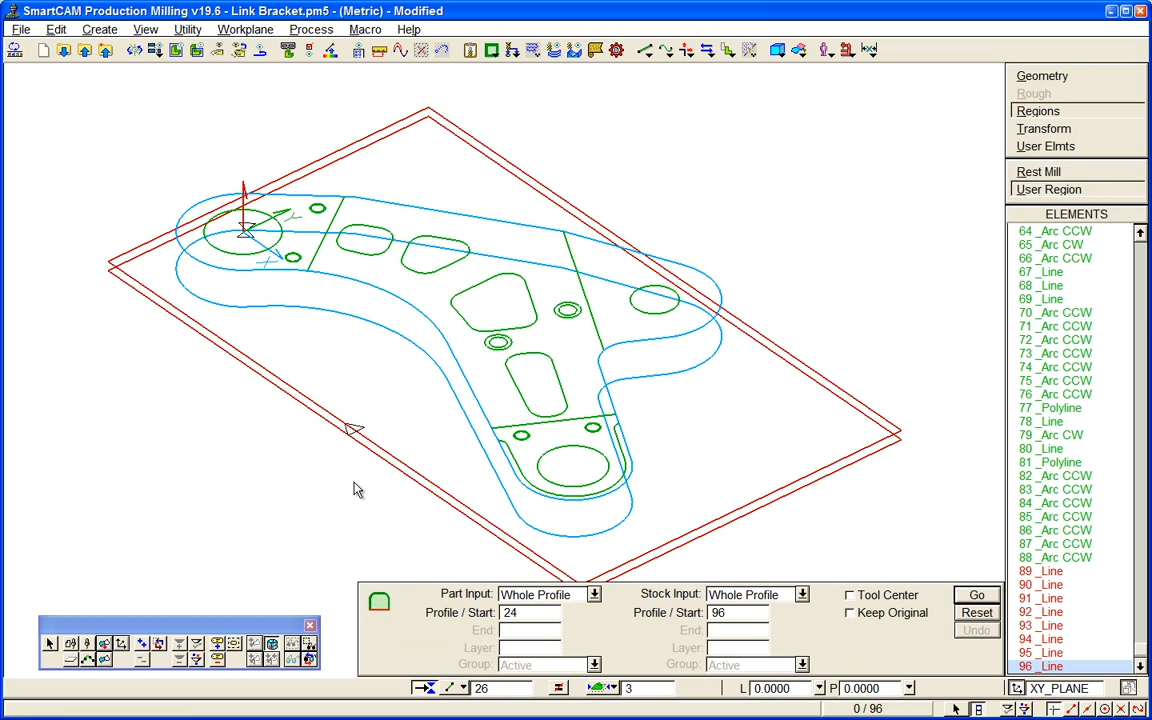 SmartCAM Production Milling v19.6 - Link Bracket.pm5 - (Metric) - Modified
File Edit Create View Utility Workplane Process Macro Help
Geometry
Rough
Regions
Transform
User Elmts
Rest Mill
User Region
ELEMENTS
64 _Arc CCW
65 _Arc CW
66 _Arc CCW
67 _Line
68 _Line
69 _Line
70 _Arc CCW
71 _Arc CCW
72 _Arc CCW
73 _Arc CCW
74 _Arc CCW
75 _Arc CCW
76 _Arc CCW
77 _Polyline
78 _Line
79 _Arc CW
80 _Line
81 _Polyline
82 _Arc CCW
83 _Arc CCW
84 _Arc CCW
85 _Arc CCW
86 _Arc CCW
87 _Arc CCW
88 _Arc CCW
89 _Line
90 _Line
91 _Line
92 _Line
93 _Line
94 _Line
95 _Line
96 _Line
Y
X
Part Input: Whole Profile Stock Input: Whole Profile Tool Center Go
Profile / Start: 24 Profile / Start: 96 Keep Original Reset
End: End: Undo
Layer: Layer:
Group: Active Group: Active
26 3 L 0.0000 P 0.0000 XY_PLANE
0 / 96